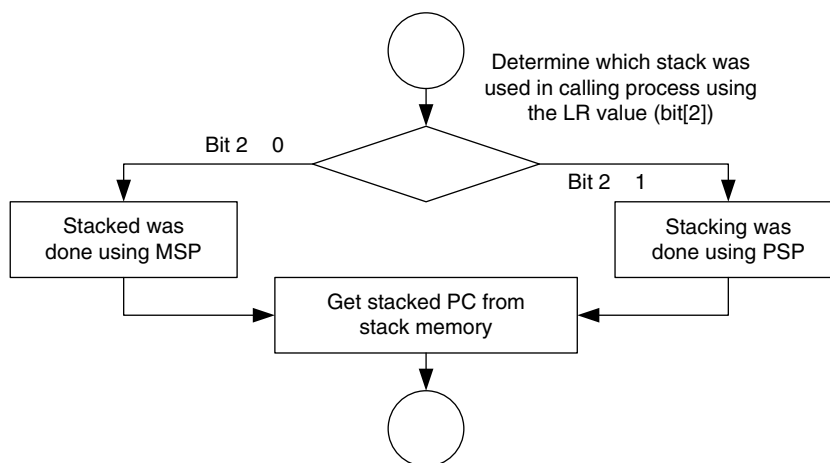 Determine which stack was
used in calling process using
the LR value (bit[2])
Bit 2 0
Bit 2 1
Stacked was
done using MSP
Stacking was
done using PSP
Get stacked PC from
stack memory